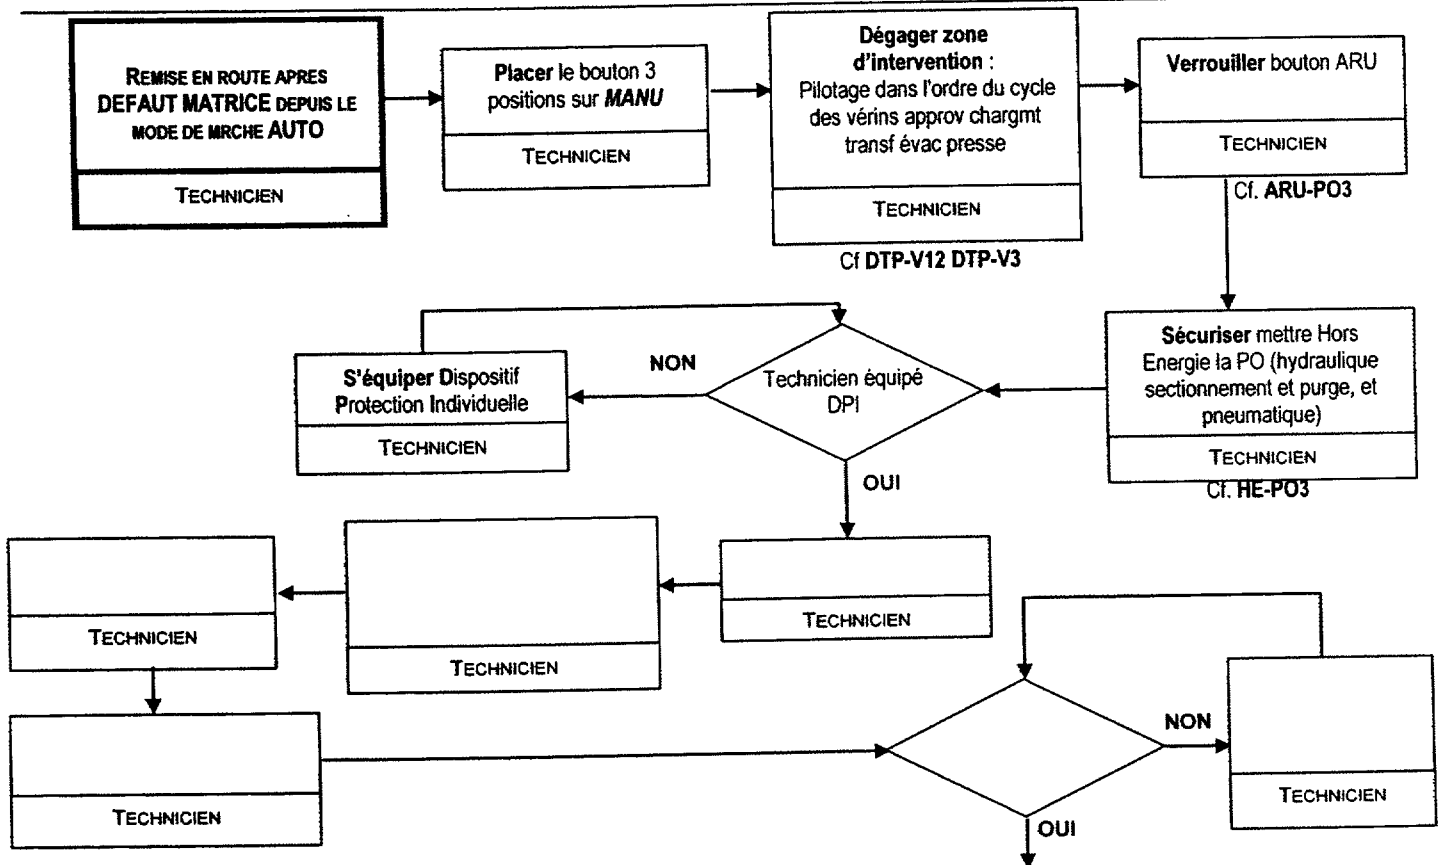 REMISE EN ROUTE APRES
DEFAUT MATRICE DEPUIS LE
MODE DE MRCHE AUTO
TECHNICIEN
Placer le bouton 3
positions sur MANU
TECHNICIEN
Dégager zone
d'intervention :
Pilotage dans l'ordre du cycle
des vérins approv chargmt
transf évac presse
TECHNICIEN
Cf DTP-V12 DTP-V3
Verrouiller bouton ARU
TECHNICIEN
Cf. ARU-PO3
Sécuriser mettre Hors
Energie la PO (hydraulique
sectionnement et purge, et
pneumatique)
TECHNICIEN
Cf. HE-PO3
Technicien équipé
DPI
NON
S'équiper Dispositif
Protection Individuelle
TECHNICIEN
OUI
TECHNICIEN
TECHNICIEN
TECHNICIEN
TECHNICIEN
NON
TECHNICIEN
OUI